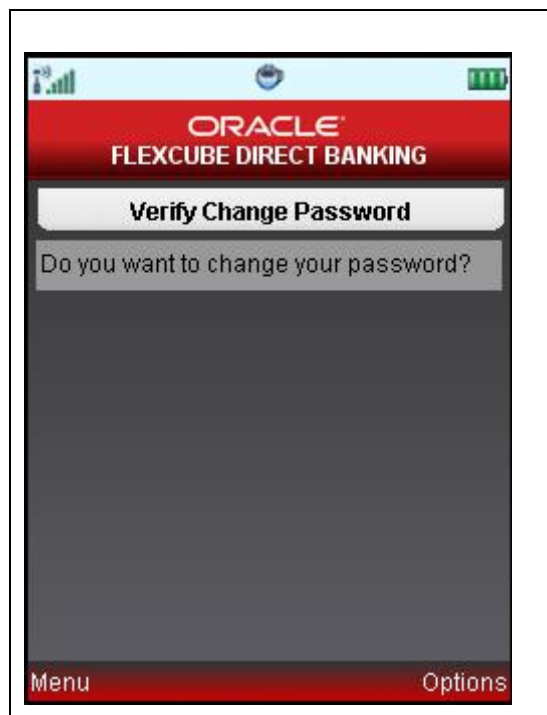 ORACLE
FLEXCUBE DIRECT BANKING
Verify Change Password
Do you want to change your password?
Menu Options